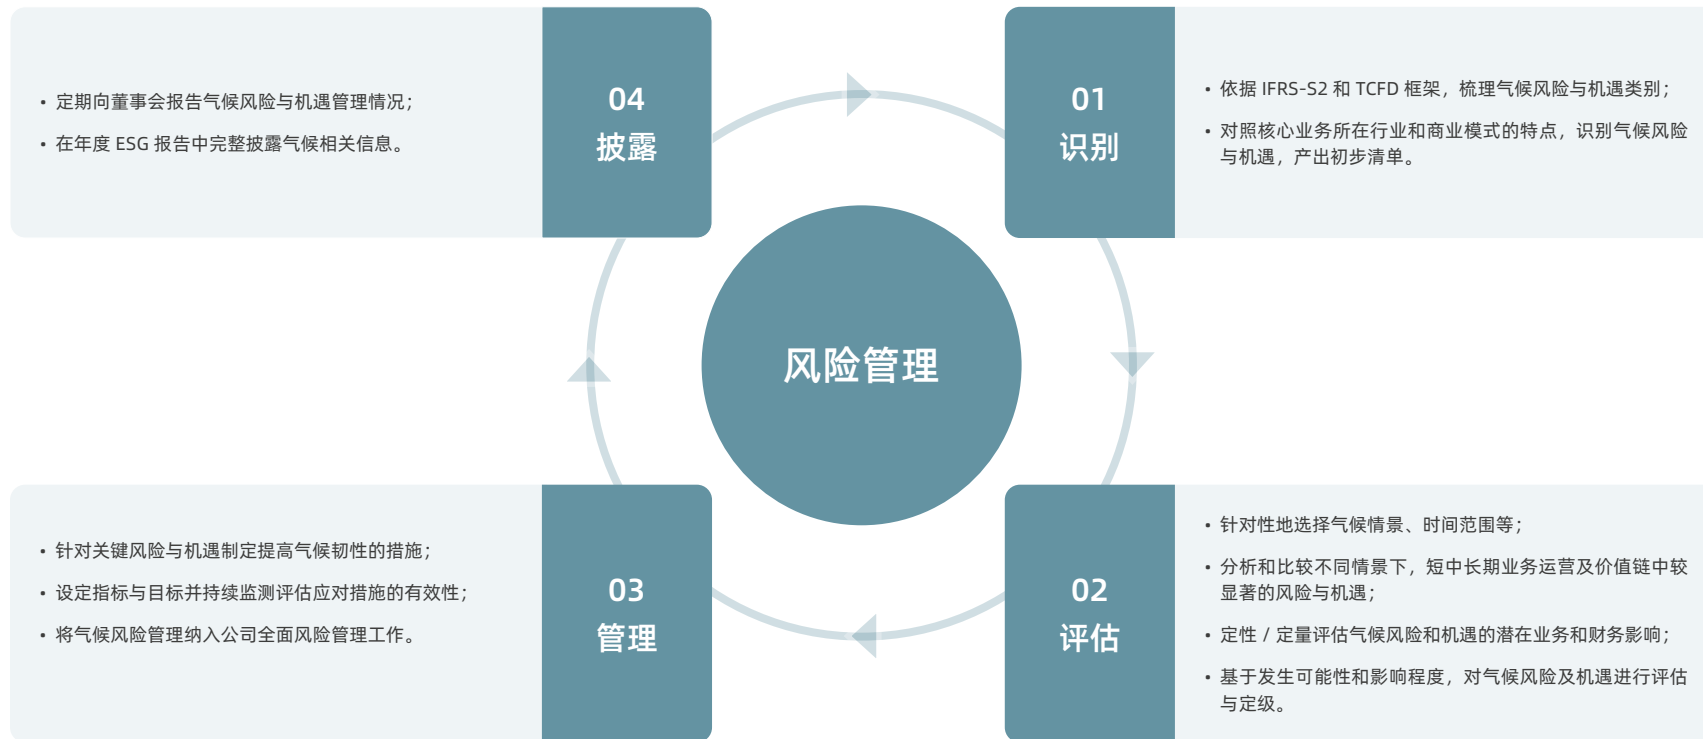 04
披露
• 定期向董事会报告气候风险与机遇管理情况；
• 在年度 ESG 报告中完整披露气候相关信息。
01
识别
• 依据 IFRS-S2 和 TCFD 框架，梳理气候风险与机遇类别；
• 对照核心业务所在行业和商业模式的特点，识别气候风险
与机遇，产出初步清单。
风险管理
03
管理
• 针对关键风险与机遇制定提高气候韧性的措施；
• 设定指标与目标并持续监测评估应对措施的有效性；
• 将气候风险管理纳入公司全面风险管理工作。
02
评估
• 针对性地选择气候情景、时间范围等；
• 分析和比较不同情景下，短中长期业务运营及价值链中较
显著的风险与机遇；
• 定性 / 定量评估气候风险和机遇的潜在业务和财务影响；
• 基于发生可能性和影响程度，对气候风险及机遇进行评估
与定级。